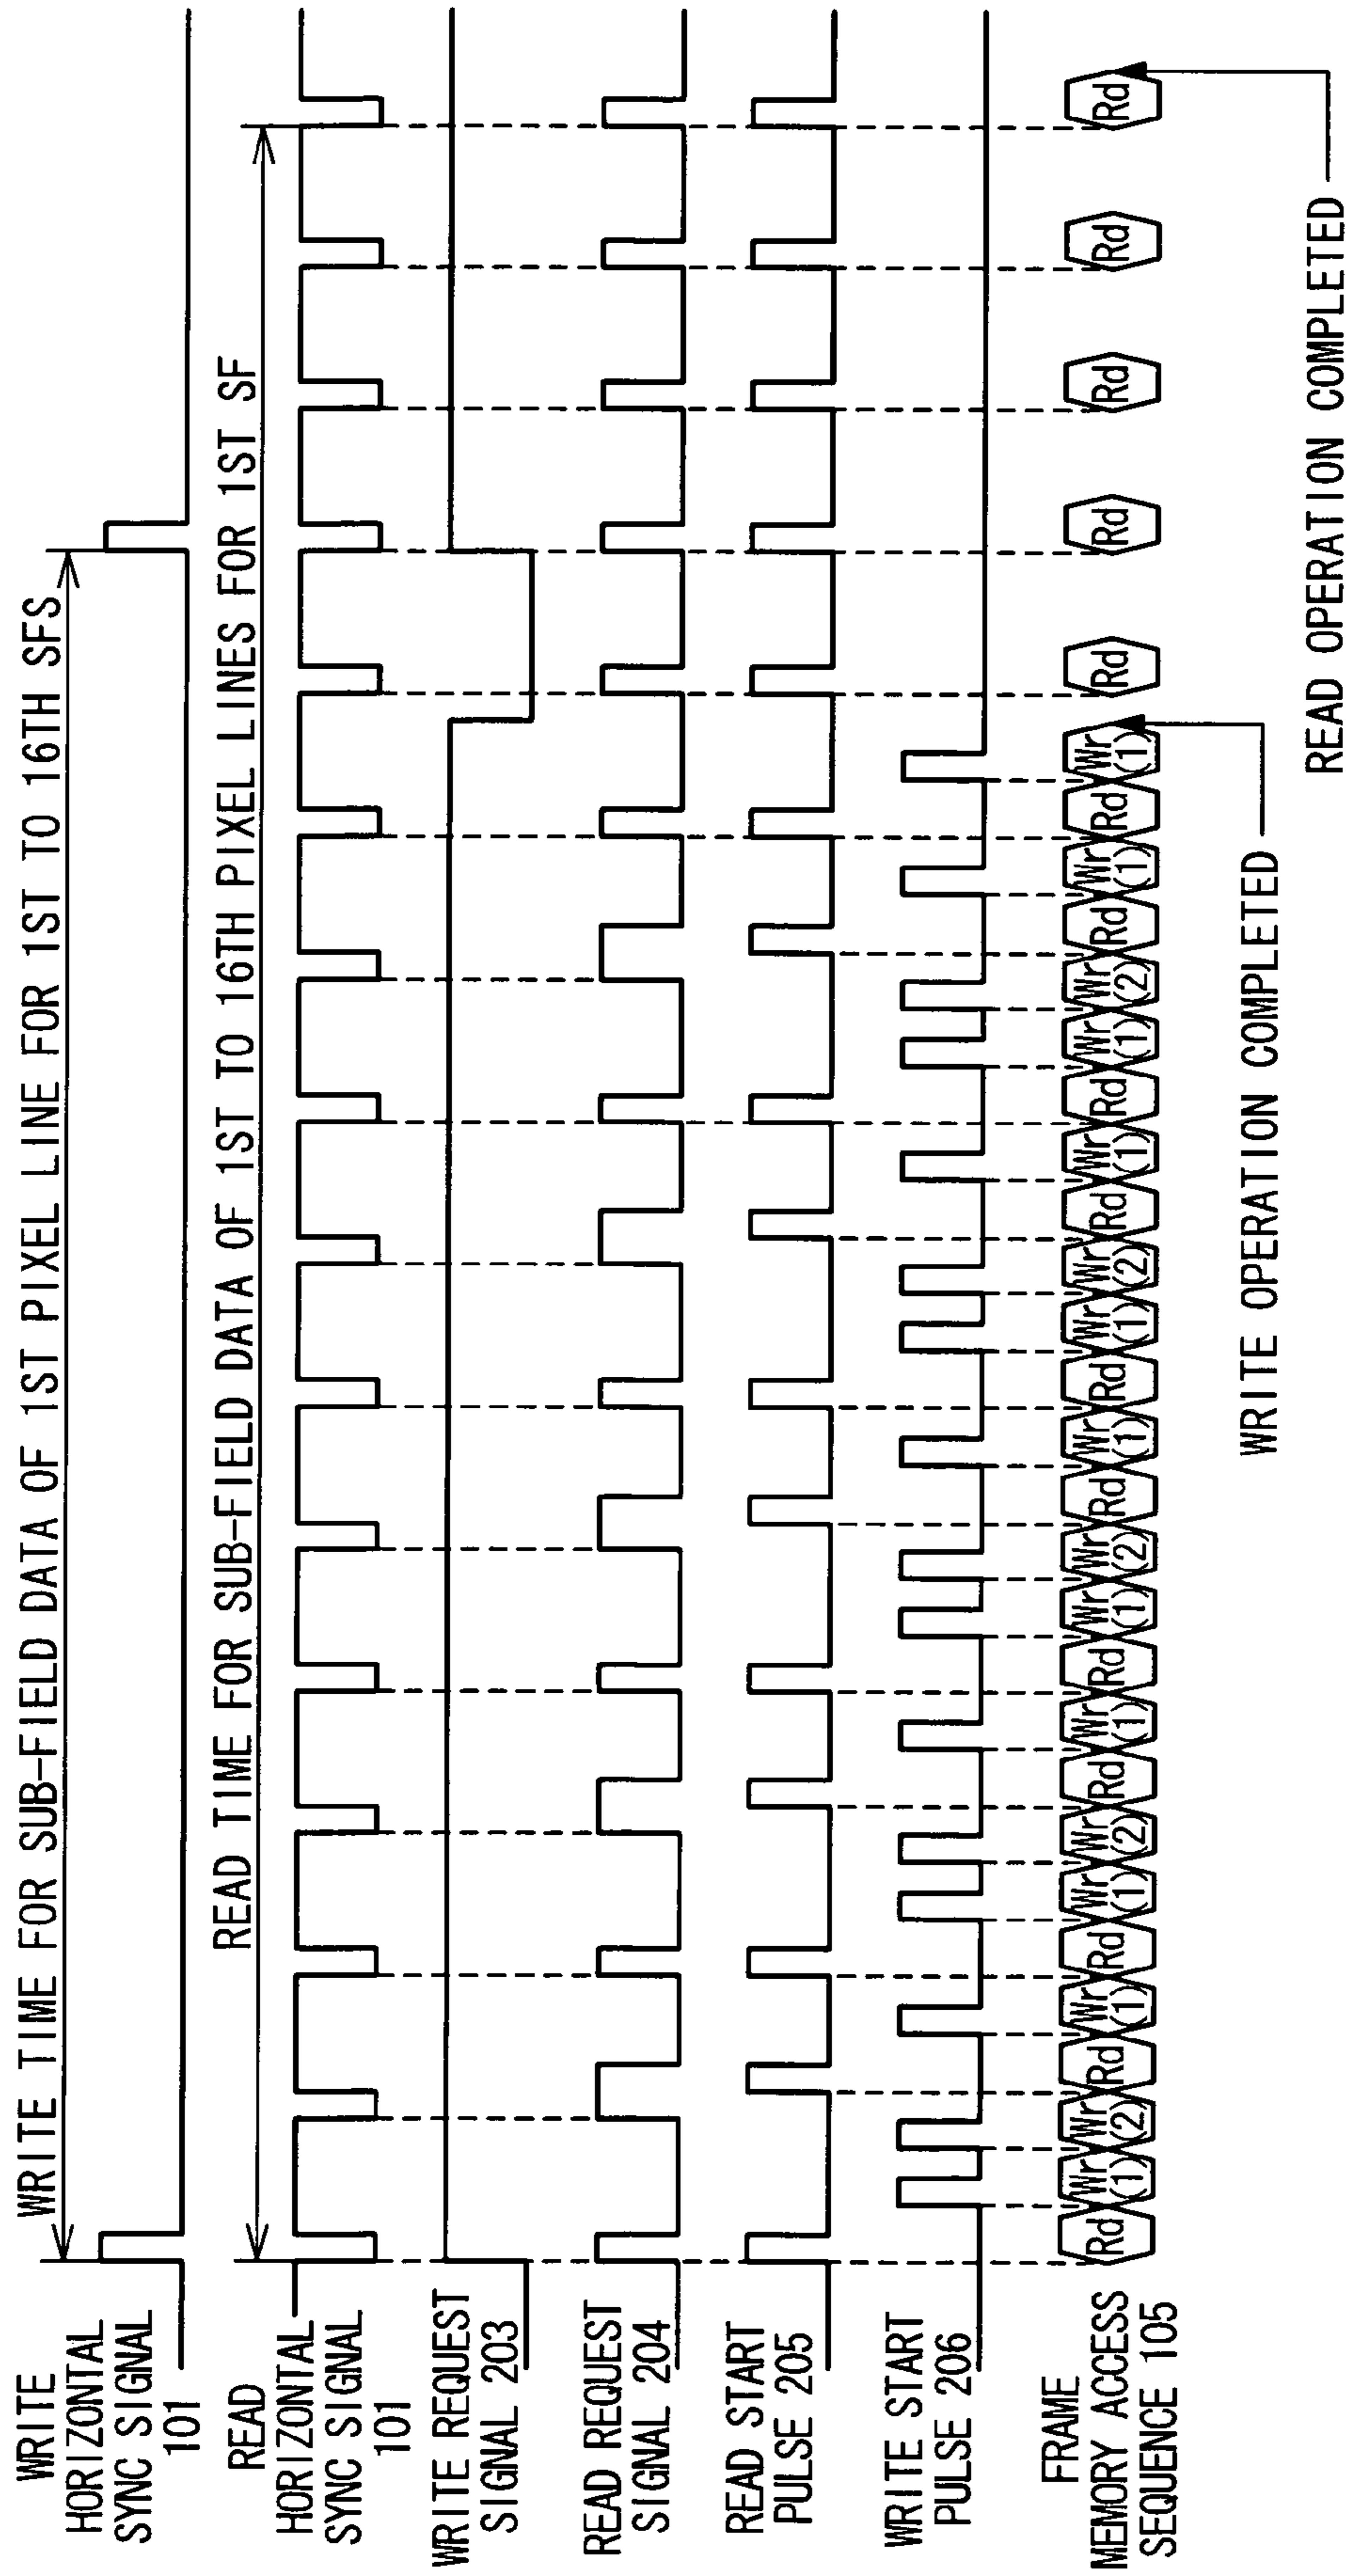 WRITE TIME FOR SUB-FIELD DATA OF 1ST PIXEL LINE FOR 1ST TO 16TH SFS
WRITE
HORIZONTAL
SYNC SIGNAL
101
READ TIME FOR SUB-FIELD DATA OF 1ST TO 16TH PIXEL LINES FOR 1ST SF
READ
HORIZONTAL
SYNC SIGNAL
101
WRITE REQUEST
SIGNAL 203
READ REQUEST
SIGNAL 204
READ START
PULSE 205
WRITE START
PULSE 206
FRAME
MEMORY ACCESS
SEQUENCE 105
Rd Wr(1) Wr(2) Rd Wr(1) Rd Wr(1) Wr(2) Rd Wr(1) Rd Wr(1) Wr(2) Rd Wr(1) Rd Wr(1) Wr(2) Rd Wr(1) Rd Wr(1) Wr(2) Rd Wr(1) Rd Wr(1) Rd Rd Rd Rd Rd
WRITE OPERATION COMPLETED
READ OPERATION COMPLETED